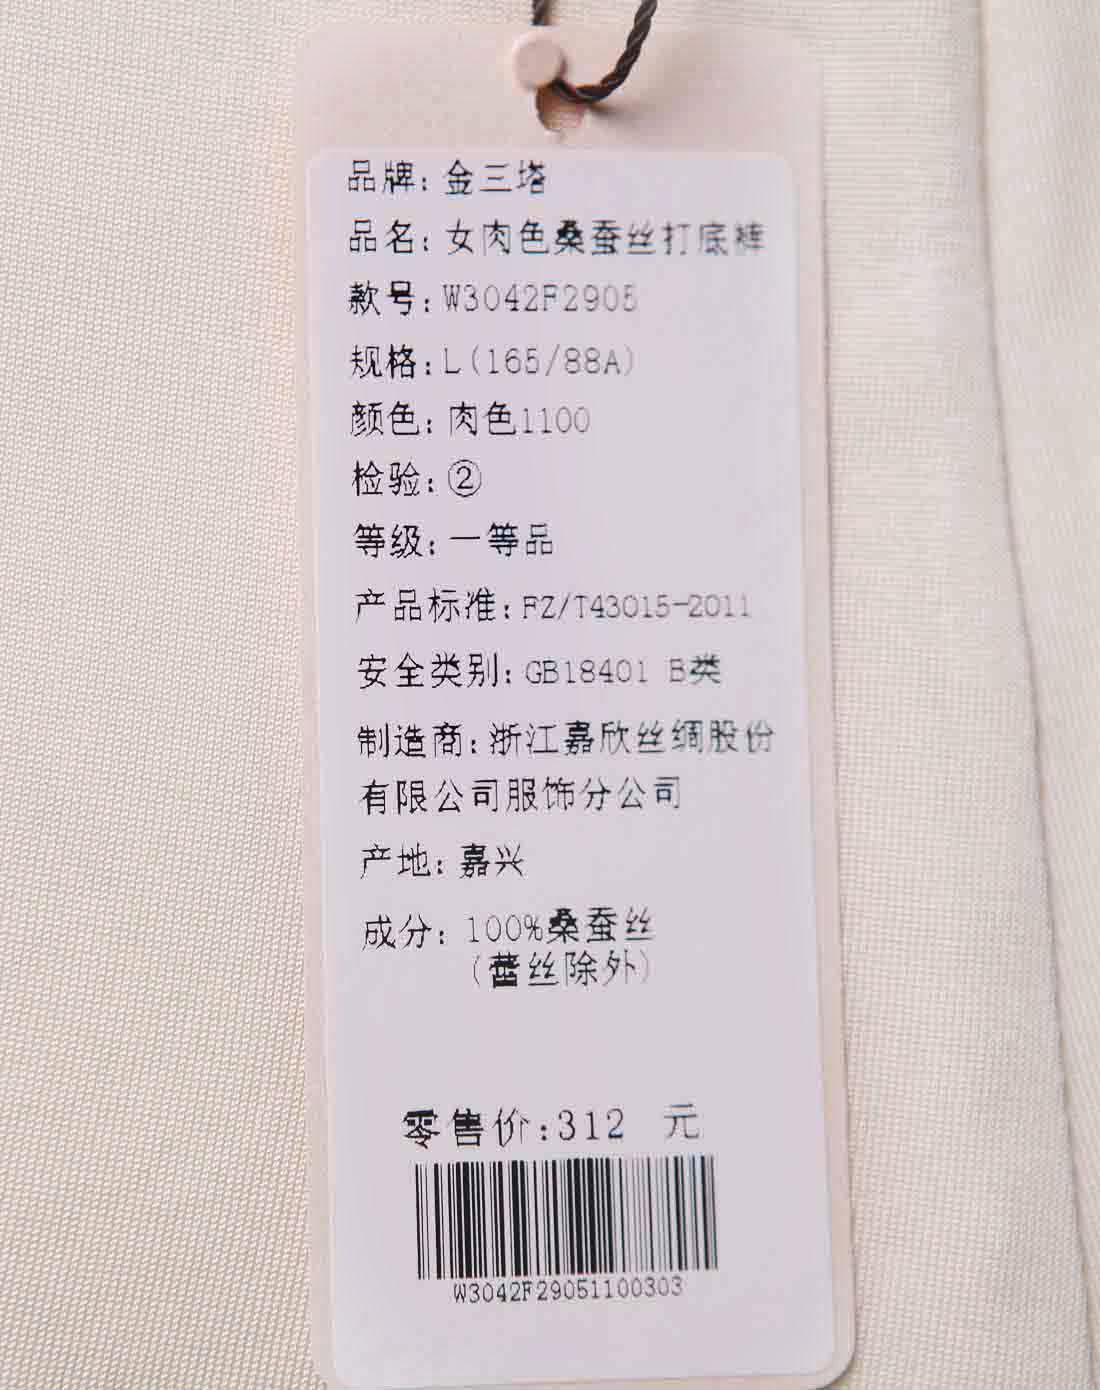 品牌: 金三塔
品名: 女肉色桑蚕丝打底裤
款号: W3042F2905
规格: L(165/88A)
颜色: 肉色1100
检验: ②
等级: 一等品
产品标准: FZ/T43015-2011
安全类别: GB18401 B类
制造商: 浙江嘉欣丝绸股份
有限公司服饰分公司
产地: 嘉兴
成分: 100%桑蚕丝
(蕾丝除外)
零售价:312 元
W3042F29051100303